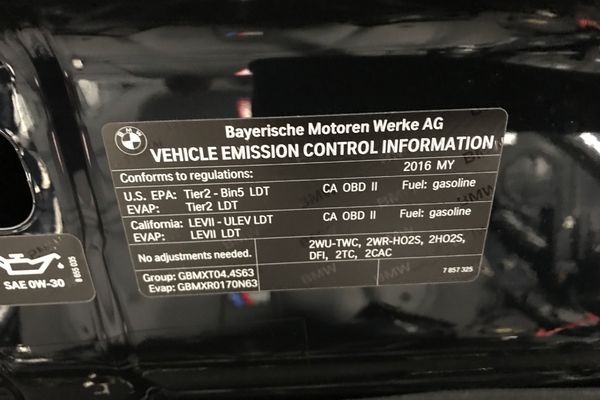 BMW
Bayerische Motoren Werke AG
VEHICLE EMISSION CONTROL INFORMATION
Conforms to regulations: 2016 MY
U.S. EPA: Tier2 - Bin5 LDT CA OBD II Fuel: gasoline
EVAP: Tier2 LDT
California: LEVII - ULEV LDT CA OBD II Fuel: gasoline
EVAP: LEVII LDT
No adjustments needed. 2WU-TWC, 2WR-HO2S, 2HO2S,
DFI, 2TC, 2CAC
Group: GBMXT04.4S63
Evap: GBMXR0170N63
7 857 325
SAE 0W-30